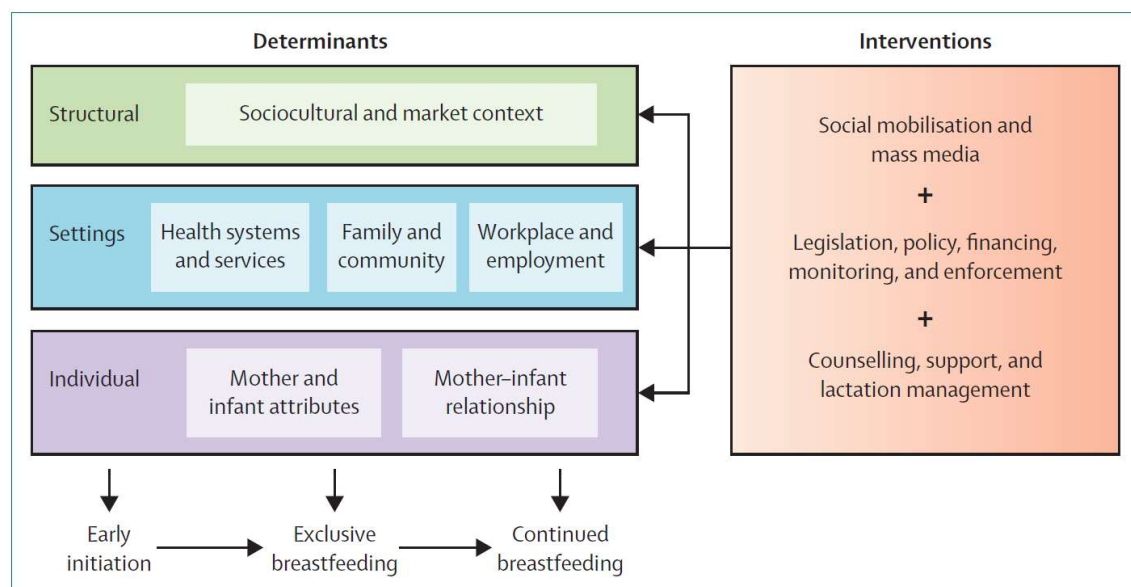 Determinants
Interventions
Structural
Sociocultural and market context
Settings
Health systems
and services
Family and
community
Workplace and
employment
Individual
Mother and
infant attributes
Mother–infant
relationship
Social mobilisation and
mass media
+
Legislation, policy, financing,
monitoring, and enforcement
+
Counselling, support, and
lactation management
Early
initiation
Exclusive
breastfeeding
Continued
breastfeeding